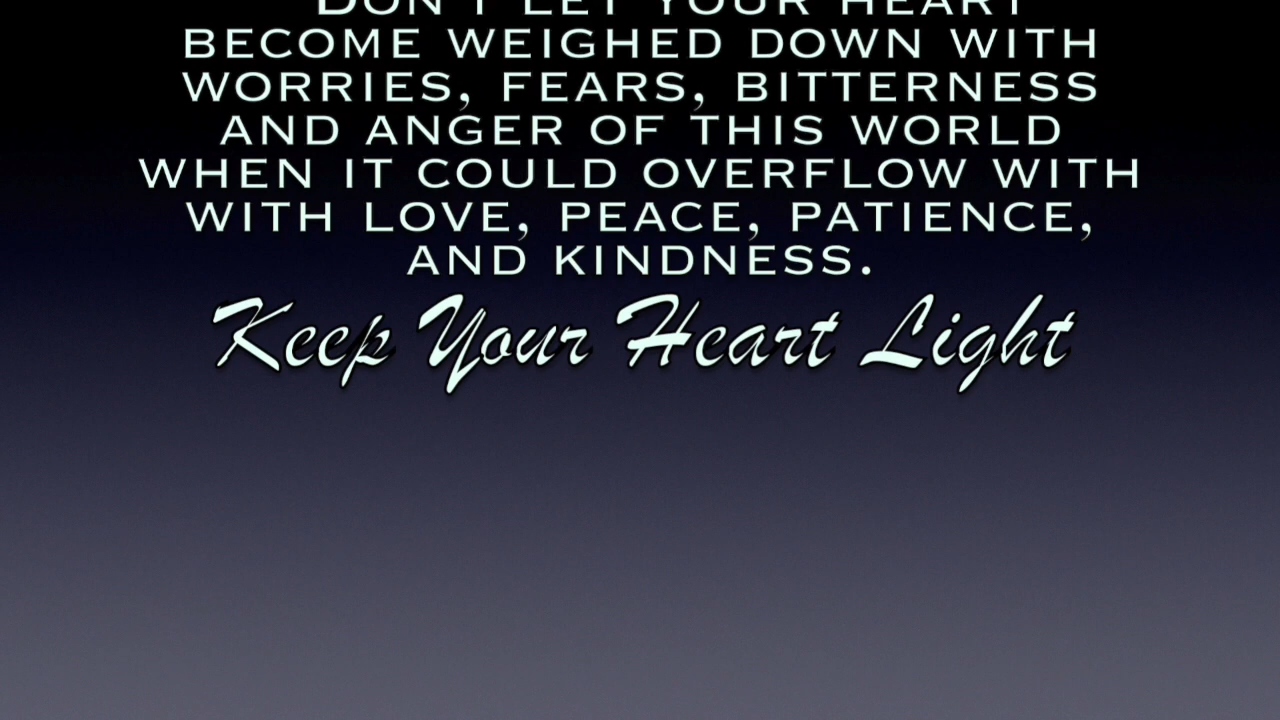 DON'T LET YOUR HEART
BECOME WEIGHED DOWN WITH
WORRIES, FEARS, BITTERNESS
AND ANGER OF THIS WORLD
WHEN IT COULD OVERFLOW WITH
WITH LOVE, PEACE, PATIENCE,
AND KINDNESS.
Keep Your Heart Light